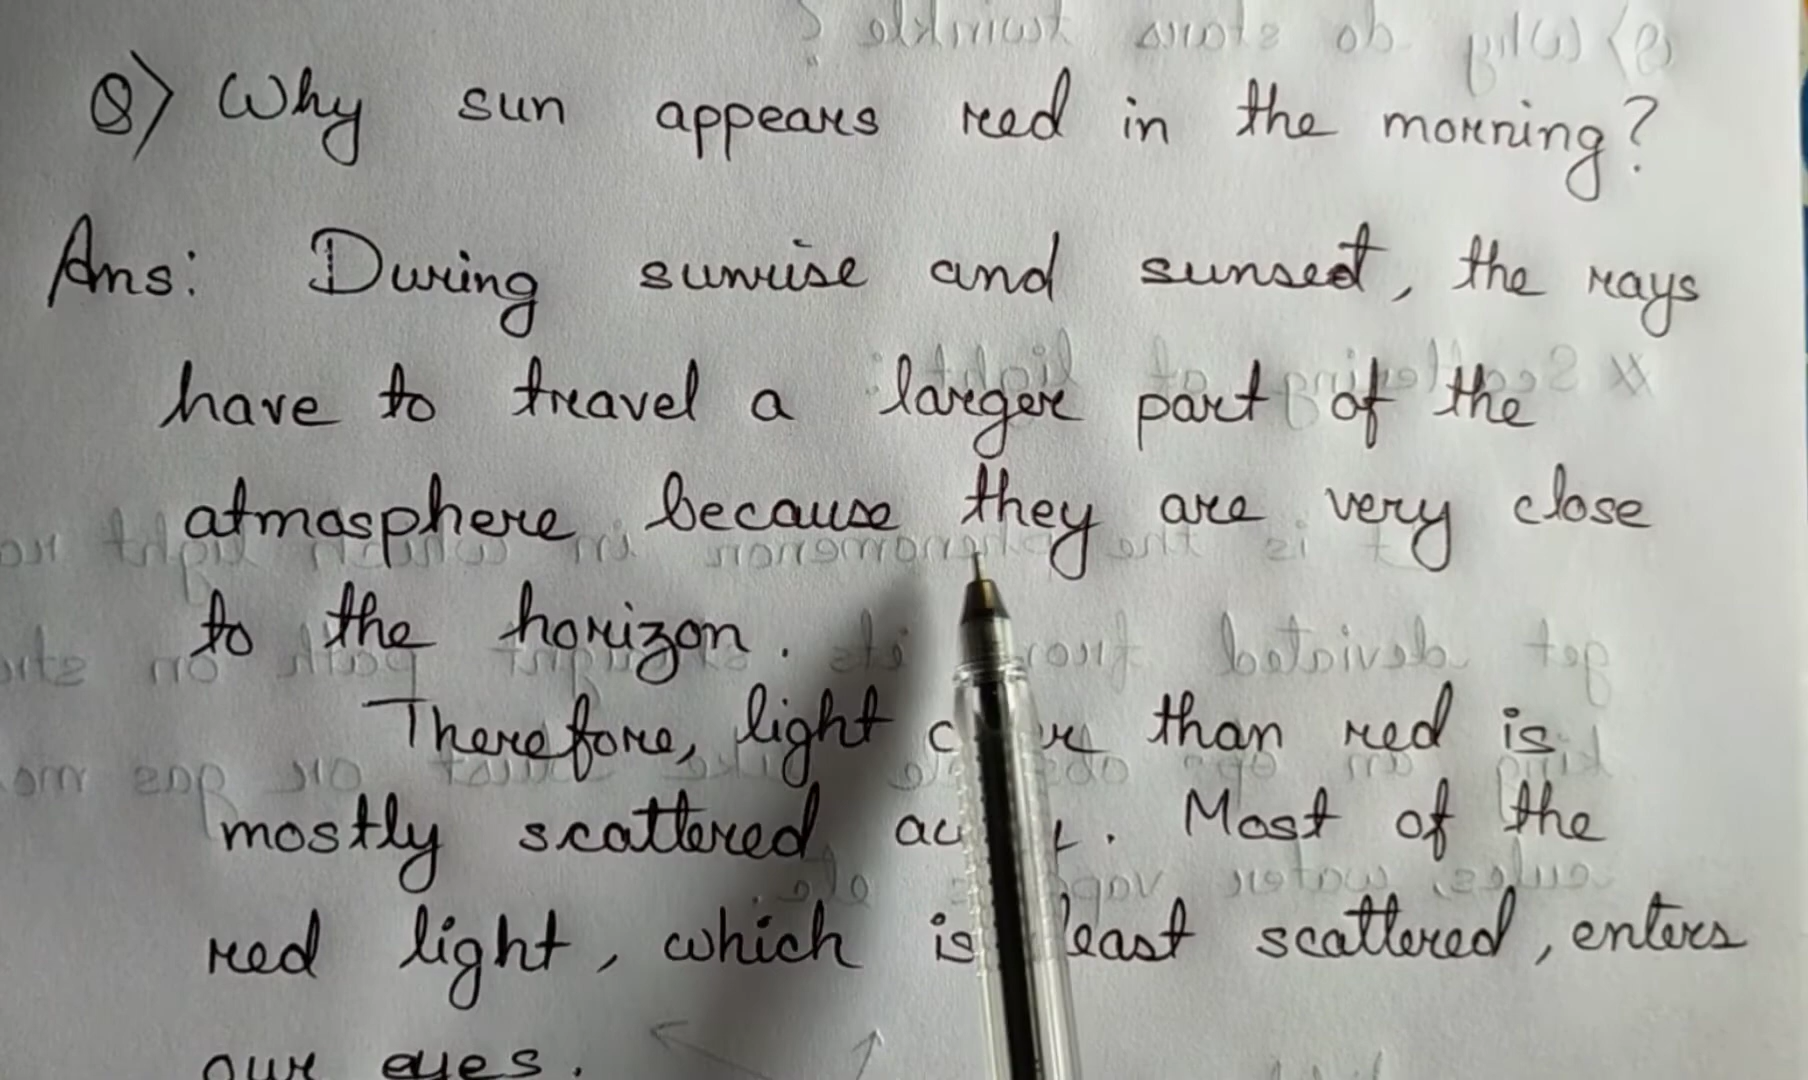 Q) Why sun appears red in the morning?
Ans: During sunrise and sunset, the rays
have to travel a larger part of the
atmosphere because they are very close
to the horizon.
Therefore, light than red is
mostly scattered. Most of the
red light, which is least scattered, enters
our eyes.